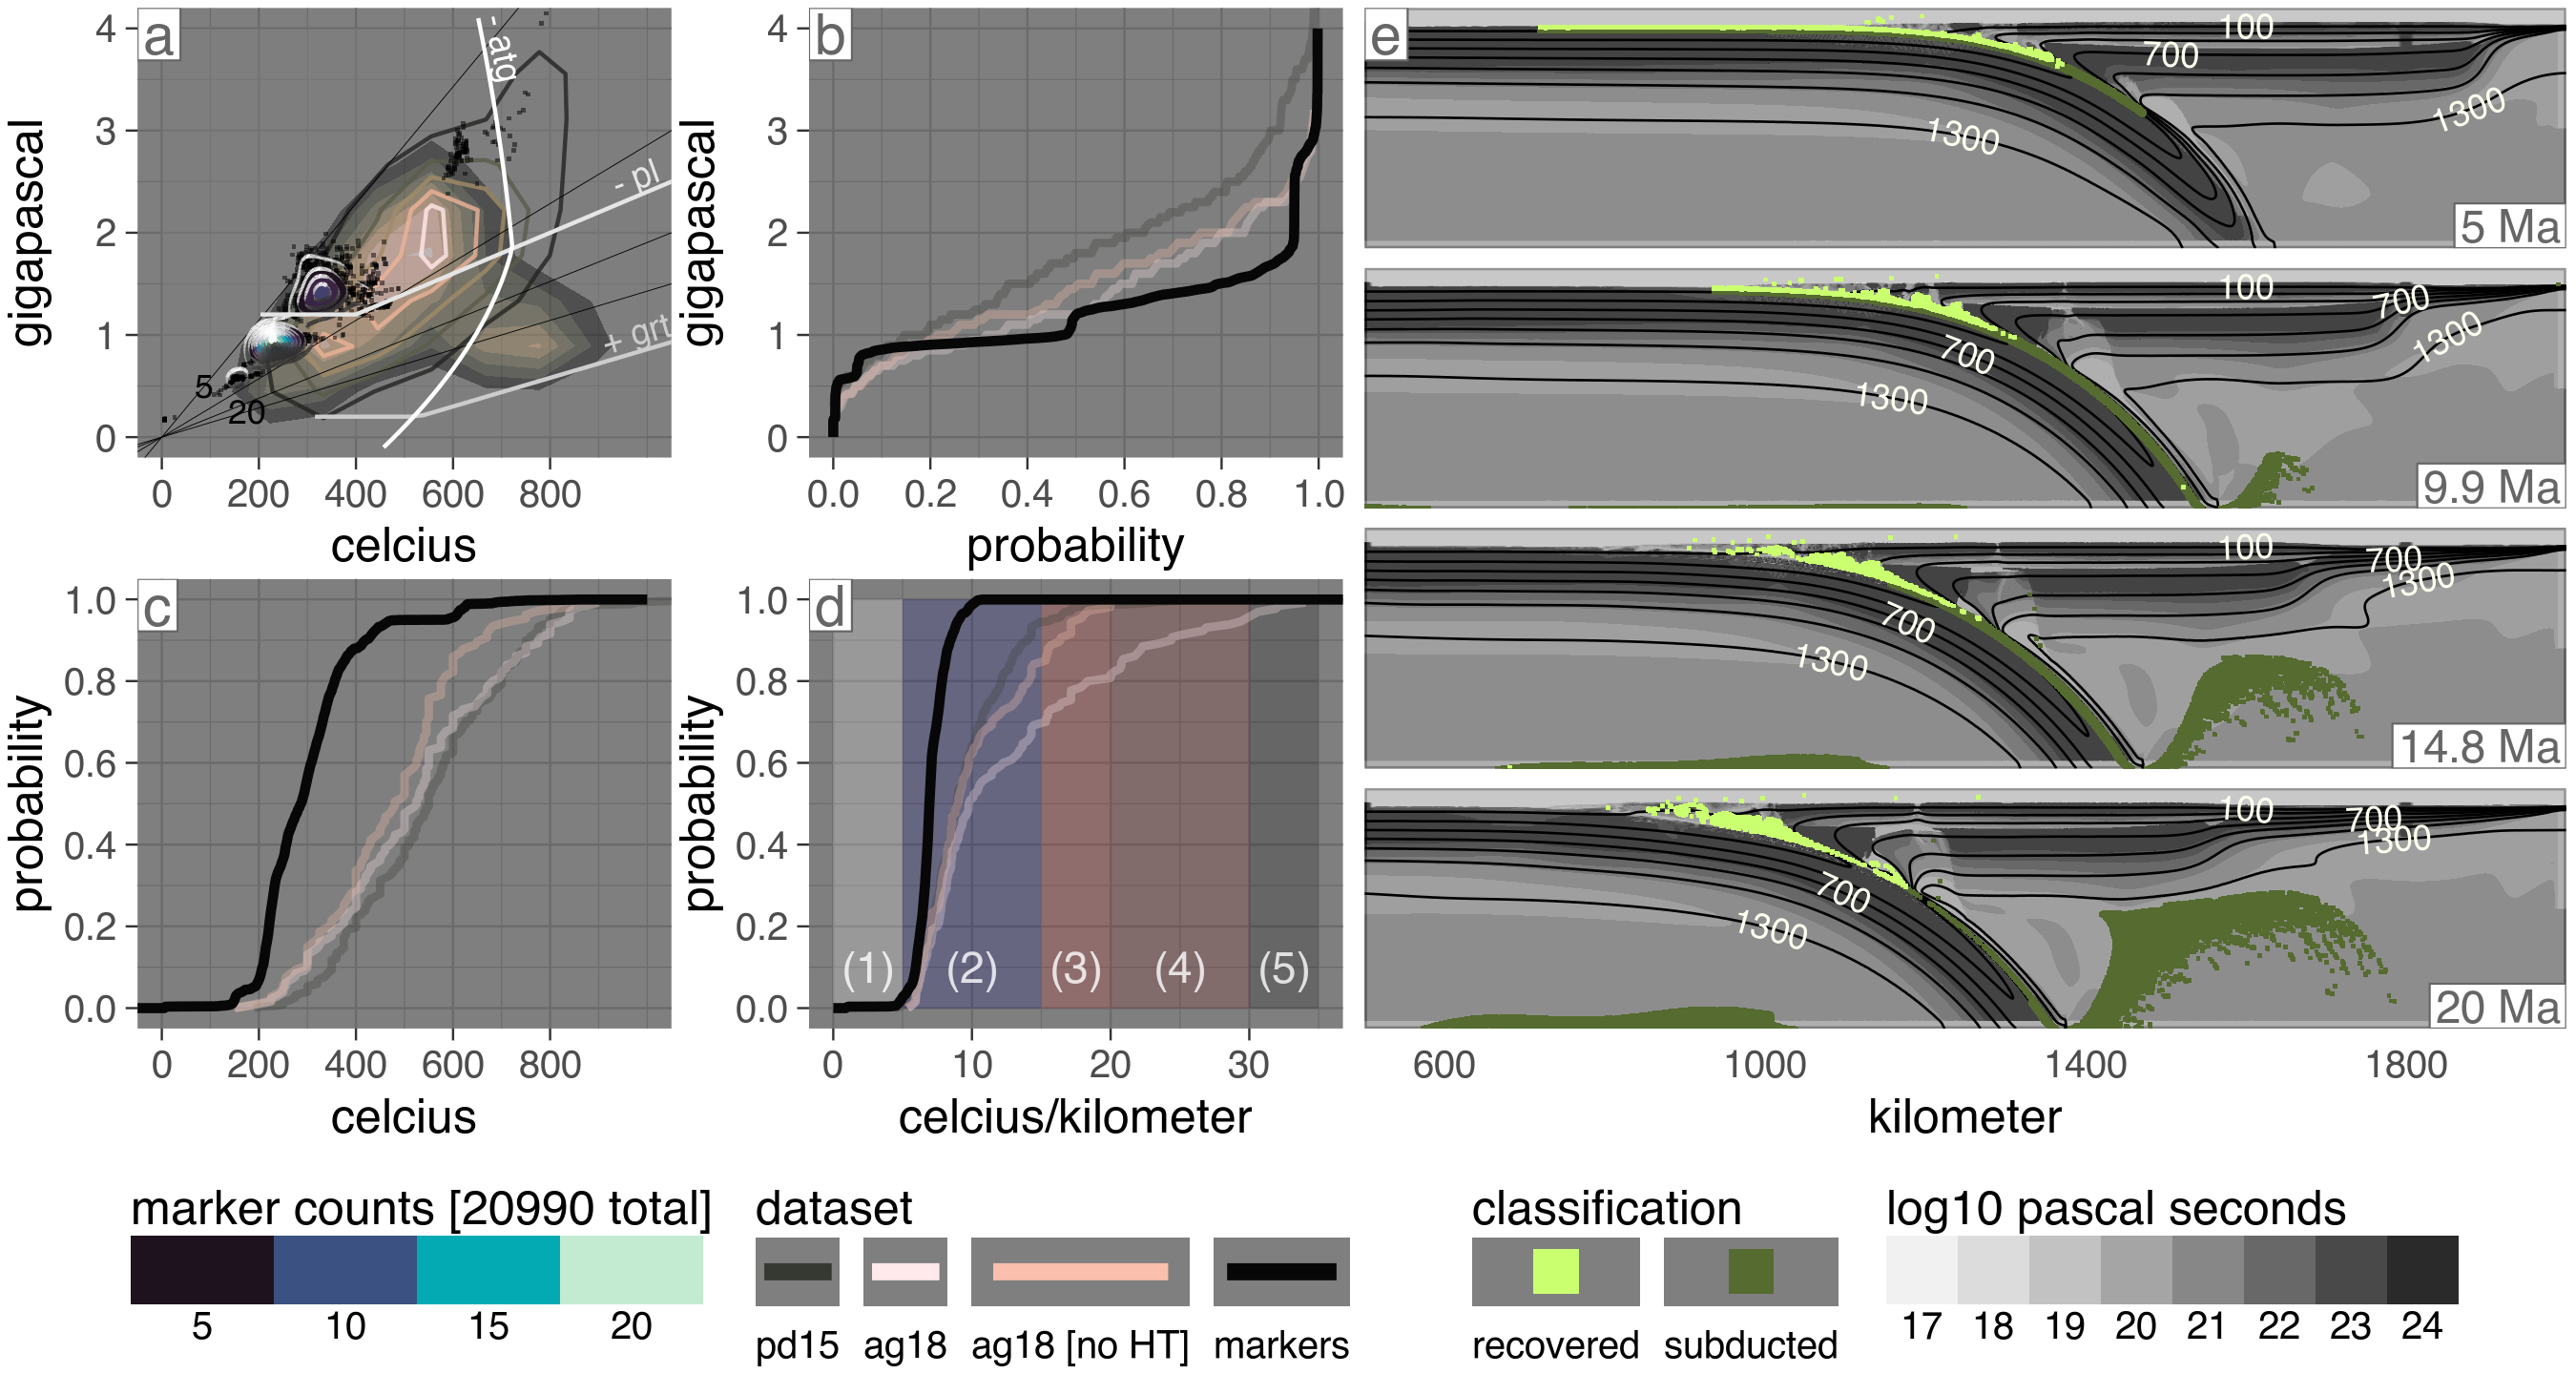 a
4
3
2
1
0
gigapascal
- atg
- pl
+ grt
5
20
0 200 400 600 800
celcius
b
4
3
2
1
0
gigapascal
0.0 0.2 0.4 0.6 0.8 1.0
probability
c
1.0
0.8
0.6
0.4
0.2
0.0
probability
0 200 400 600 800
celcius
d
1.0
0.8
0.6
0.4
0.2
0.0
probability
(1) (2) (3) (4) (5)
0 10 20 30
celcius/kilometer
e
100
700
1300
1300
5 Ma
100
700
1300
700
1300
9.9 Ma
100
700
1300
700
1300
14.8 Ma
100
700
1300
700
1300
20 Ma
600 1000 1400 1800
kilometer
marker counts [20990 total]
5 10 15 20
dataset
pd15 ag18 ag18 [no HT] markers
classification
recovered subducted
log10 pascal seconds
17 18 19 20 21 22 23 24